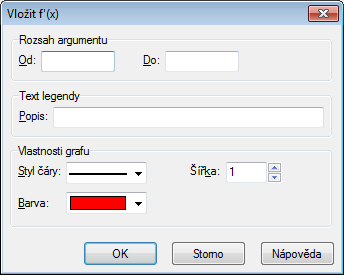 Vložit f'(x)
Rozsah argumentu
Od: Do:
Text legendy
Popis:
Vlastnosti grafu
Styl čáry: Šířka: 1
Barva:
OK Storno Nápověda